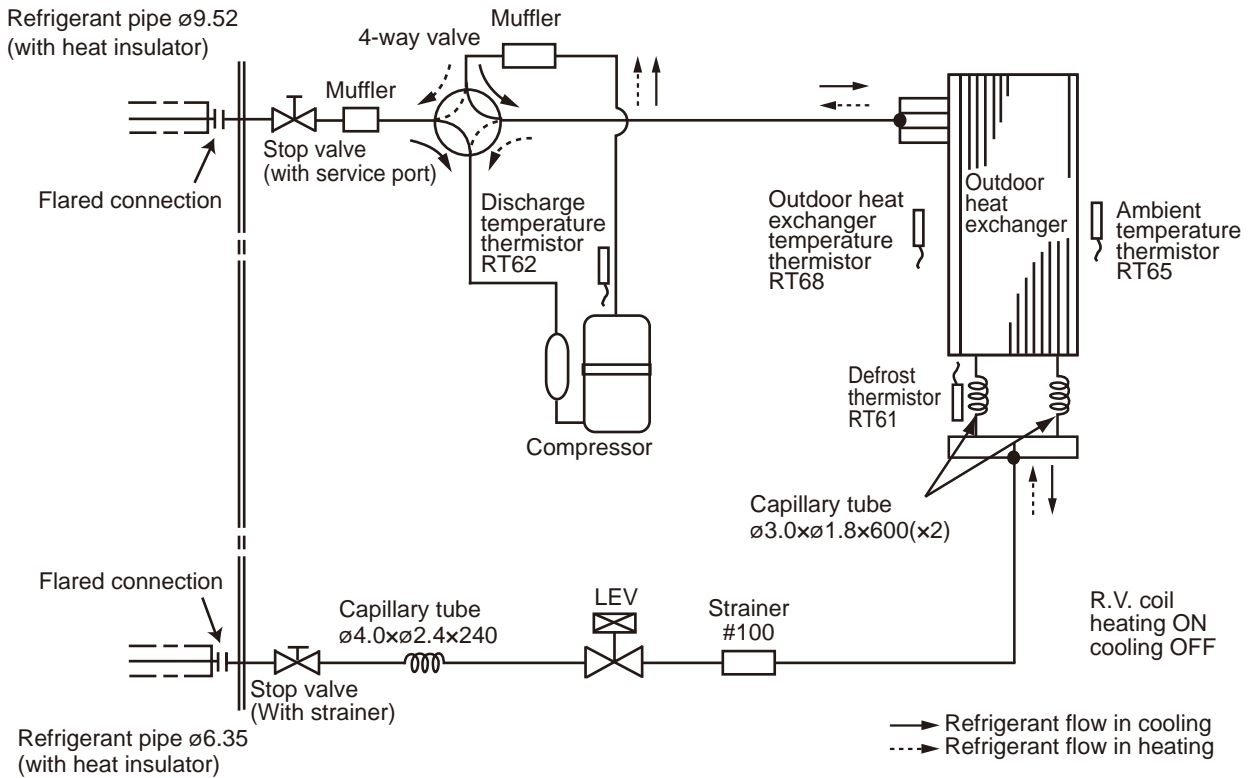 Refrigerant pipe ø9.52
(with heat insulator)
Muffler
4-way valve
Muffler
Stop valve
(with service port)
Flared connection
Discharge
temperature
thermistor
RT62
Outdoor heat
exchanger
temperature
thermistor
RT68
Outdoor
heat
exchanger
Ambient
temperature
thermistor
RT65
Defrost
thermistor
RT61
Compressor
Capillary tube
ø3.0×ø1.8×600(×2)
Flared connection
Capillary tube
ø4.0×ø2.4×240
LEV
Strainer
#100
R.V. coil
heating ON
cooling OFF
Stop valve
(With strainer)
Refrigerant pipe ø6.35
(with heat insulator)
Refrigerant flow in cooling
Refrigerant flow in heating